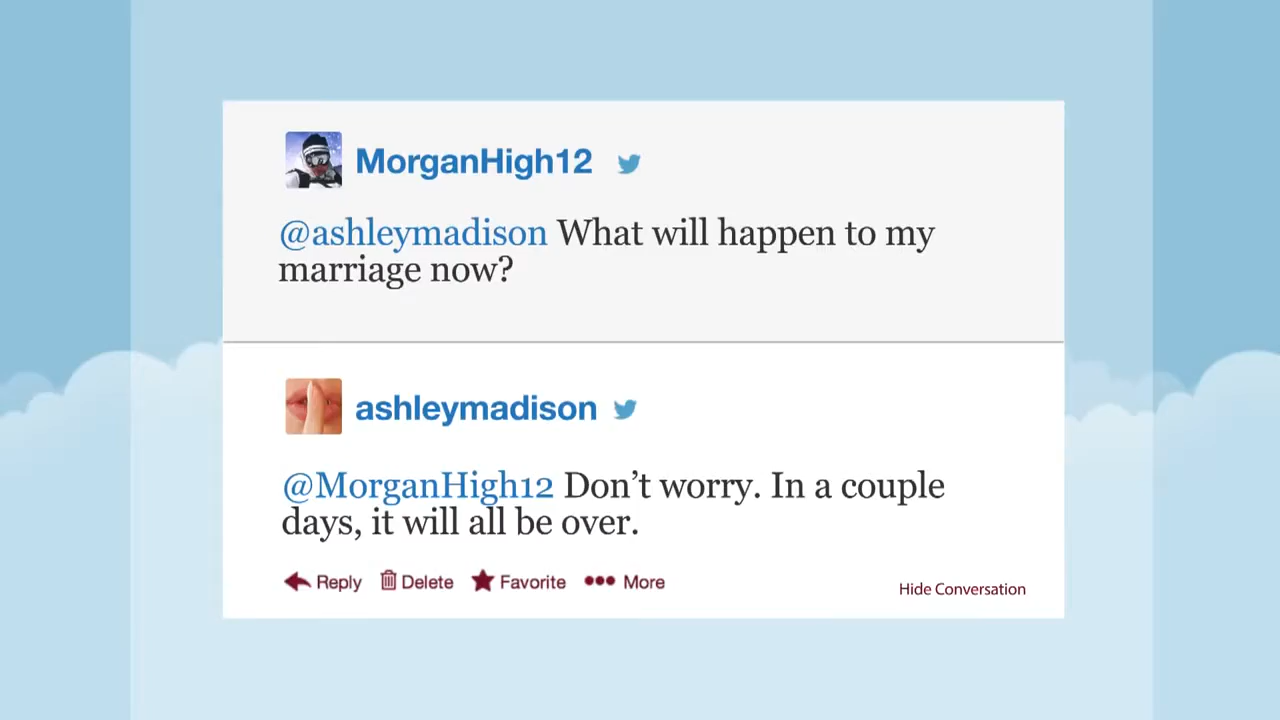 MorganHigh12
@ashleymadison What will happen to my
marriage now?
ashleymadison
@MorganHigh12 Don’t worry. In a couple
days, it will all be over.
Reply Delete Favorite More
Hide Conversation